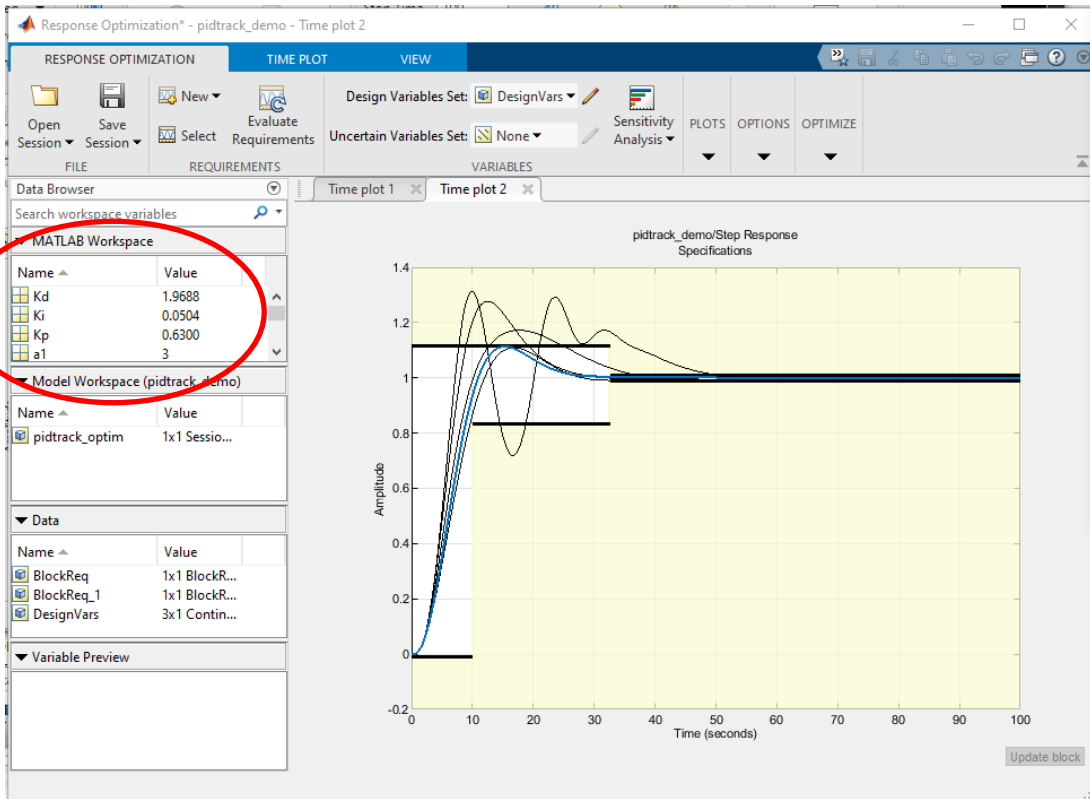 Response Optimization* - pidtrack_demo - Time plot 2
RESPONSE OPTIMIZATION TIME PLOT VIEW
Open Session
Save Session
FILE
New
Select
Evaluate Requirements
REQUIREMENTS
Design Variables Set: DesignVars
Uncertain Variables Set: None
VARIABLES
Sensitivity Analysis
PLOTS OPTIONS OPTIMIZE
Data Browser
Search workspace variables
MATLAB Workspace
Name Value
Kd 1.9688
Ki 0.0504
Kp 0.6300
a1 3
Model Workspace (pidtrack_demo)
Name Value
pidtrack_optim 1x1 Sessio...
Data
Name Value
BlockReq 1x1 BlockR...
BlockReq_1 1x1 BlockR...
DesignVars 3x1 Contin...
Variable Preview
Time plot 1 Time plot 2
pidtrack_demo/Step Response
Specifications
Amplitude
1.4
1.2
1
0.8
0.6
0.4
0.2
0
-0.2
0 10 20 30 40 50 60 70 80 90 100
Time (seconds)
Update block